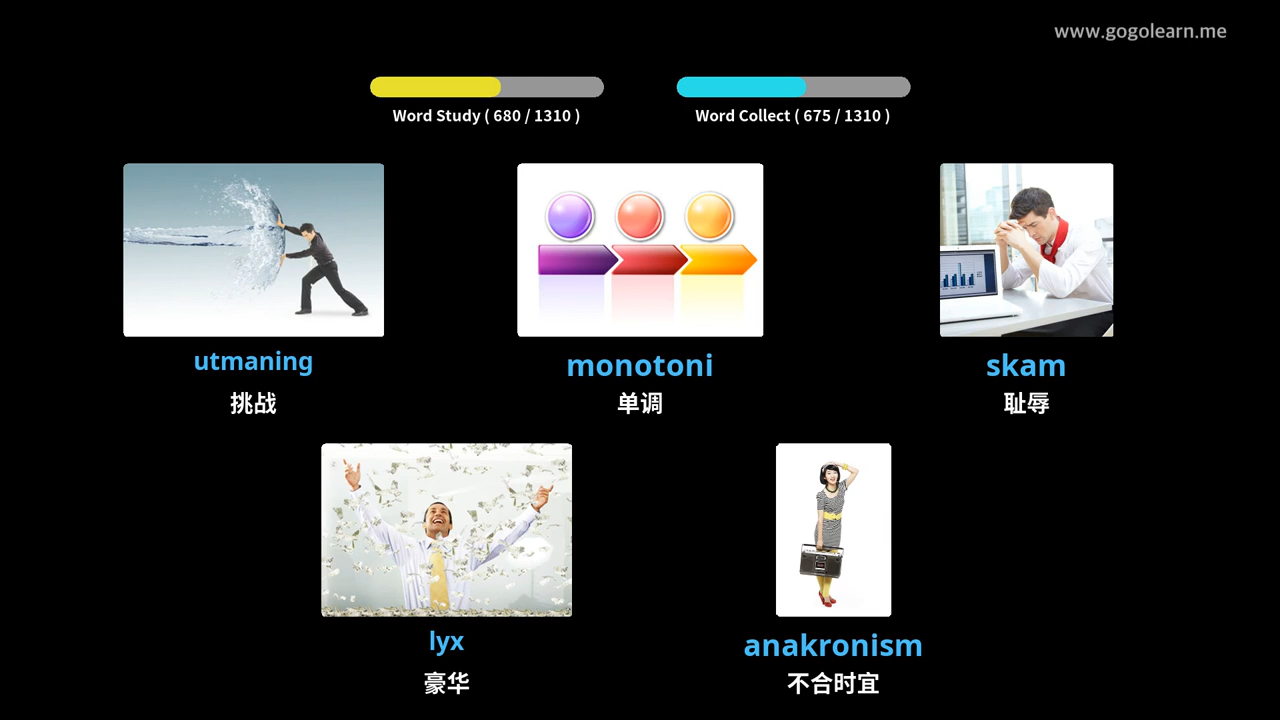 www.gogolearn.me
Word Study ( 680 / 1310 )
Word Collect ( 675 / 1310 )
utmaning
挑战
monotoni
单调
skam
耻辱
lyx
豪华
anakronism
不合时宜